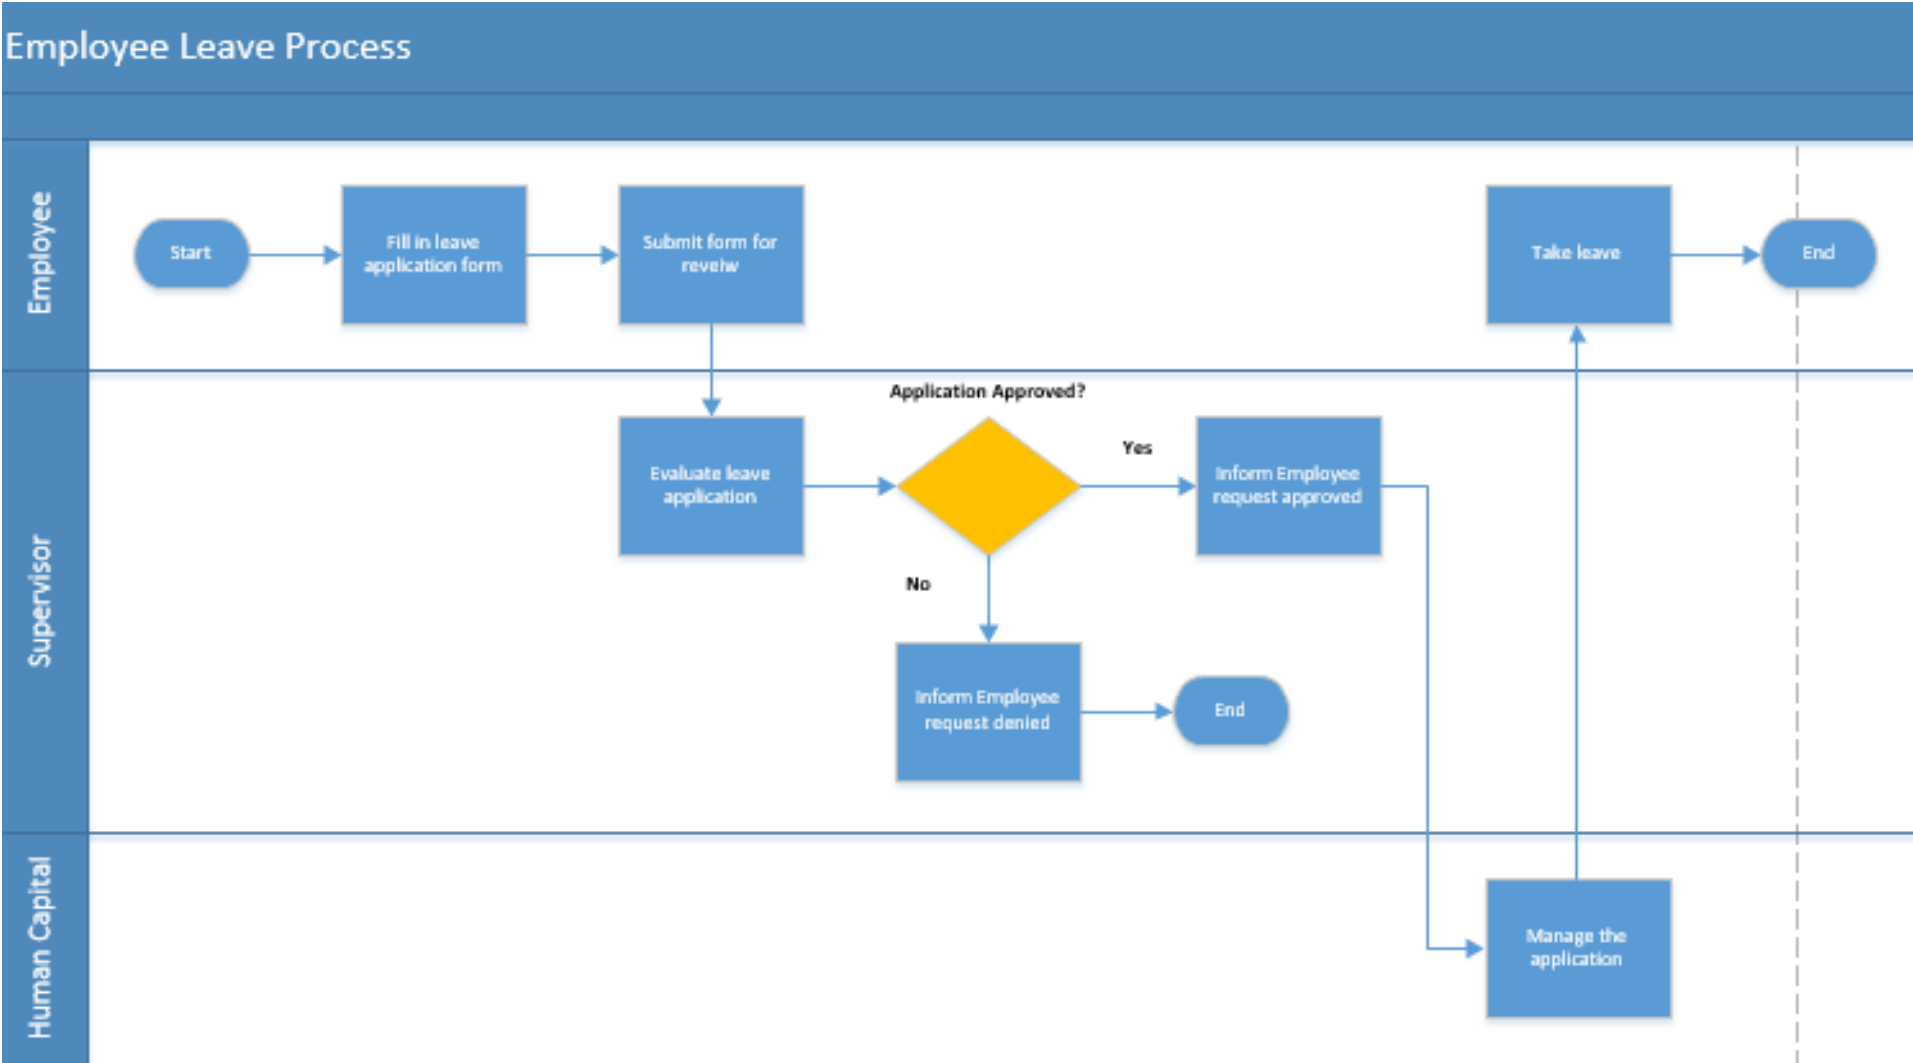 Employee Leave Process
Employee
Start
Fill in leave
application form
Submit form for
reveiw
Take leave
End
Supervisor
Application Approved?
Evaluate leave
application
Yes
Inform Employee
request approved
No
Inform Employee
request denied
End
Human Capital
Manage the
application